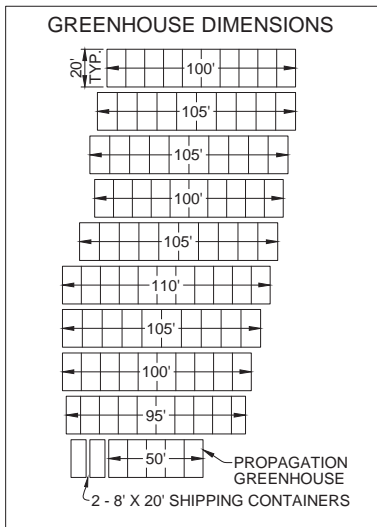 GREENHOUSE DIMENSIONS
20'
TYP.
100'
105'
105'
100'
105'
110'
105'
100'
95'
50'
PROPAGATION
GREENHOUSE
2 - 8' X 20' SHIPPING CONTAINERS